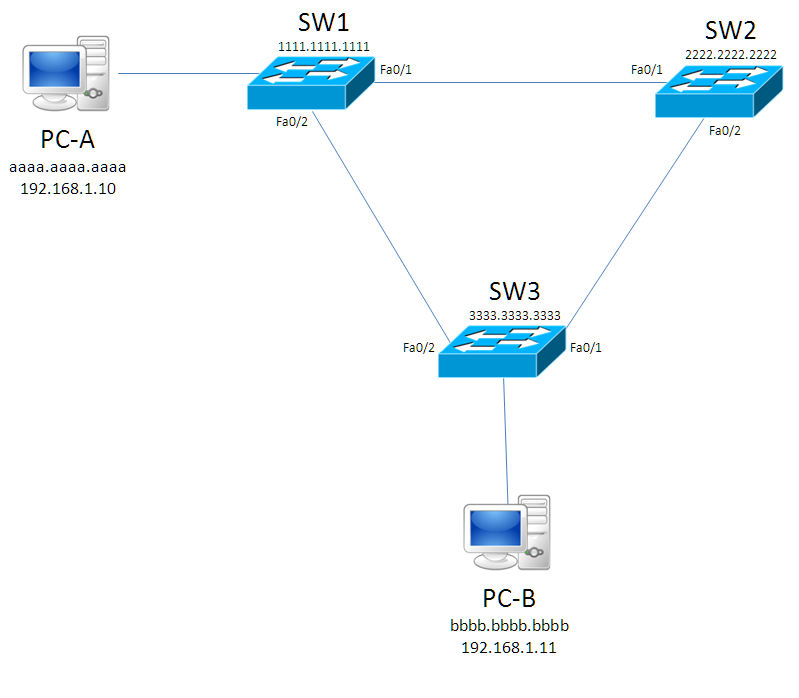 SW1
1111.1111.1111
Fa0/1
Fa0/2
SW2
2222.2222.2222
Fa0/1
Fa0/2
PC-A
aaaa.aaaa.aaaa
192.168.1.10
SW3
3333.3333.3333
Fa0/2
Fa0/1
PC-B
bbbb.bbbb.bbbb
192.168.1.11